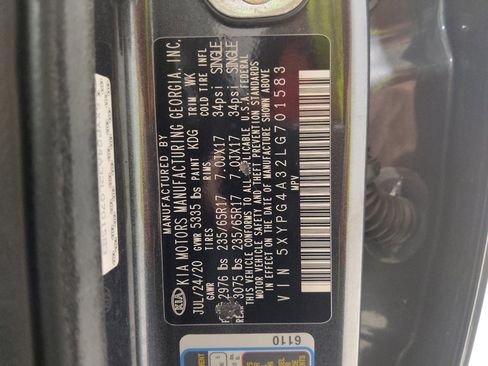 KIA
MANUFACTURED BY
KIA MOTORS MANUFACTURING GEORGIA, INC.
JUL/24/20 GVWR 5335 lbs PAINT KDG TRIM WK
GAWR TIRES RIMS COLD TIRE INFL
2976 lbs 235/65R17 7.0JX17 34psi SINGLE
REAR 3075 lbs 235/65R17 7.0JX17 34psi SINGLE
THIS VEHICLE CONFORMS TO ALL APPLICABLE U.S.A. FEDERAL
MOTOR VEHICLE SAFETY AND THEFT PREVENTION STANDARDS
IN EFFECT ON THE DATE OF MANUFACTURE SHOWN ABOVE
VIN 5XYPG4A32LG701583
MPV
6110